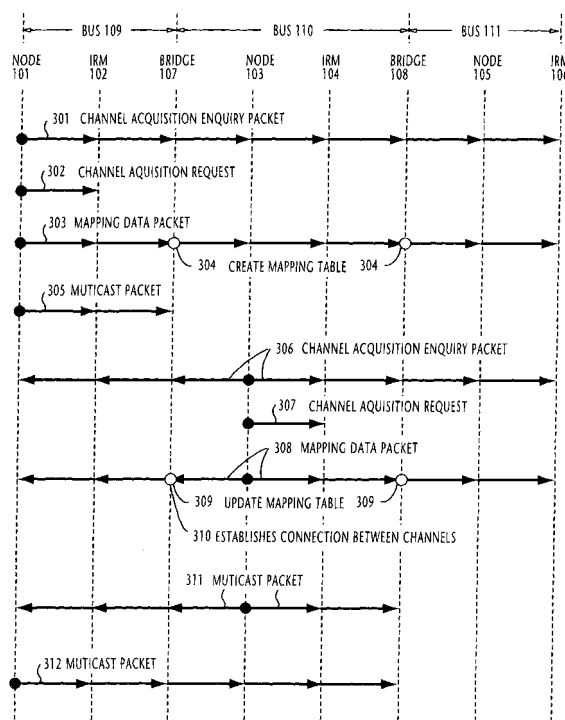 BUS 109 BUS 110 BUS 111
NODE 101 IRM 102 BRIDGE 107 NODE 103 IRM 104 BRIDGE 108 NODE 105 IRM 106
301 CHANNEL ACQUISITION ENQUIRY PACKET
302 CHANNEL AQUISITION REQUEST
303 MAPPING DATA PACKET
304 CREATE MAPPING TABLE 304
305 MUTICAST PACKET
306 CHANNEL ACQUISITION ENQUIRY PACKET
307 CHANNEL AQUISITION REQUEST
308 MAPPING DATA PACKET
309 UPDATE MAPPING TABLE 309
310 ESTABLISHES CONNECTION BETWEEN CHANNELS
311 MUTICAST PACKET
312 MUTICAST PACKET